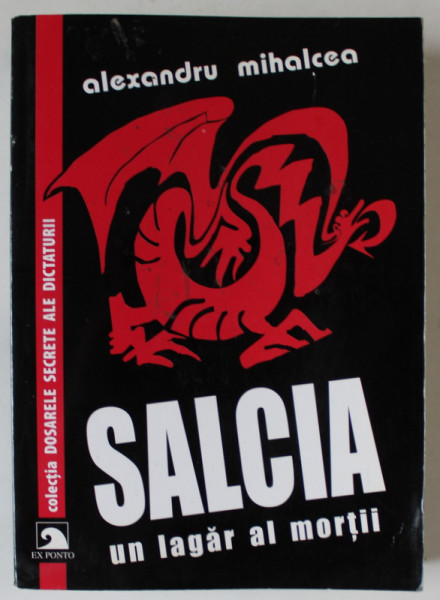 alexandru mihalcea
colecția DOSARELE SECRETE ALE DICTATURII
SALCIA
un lagăr al morții
EX PONTO